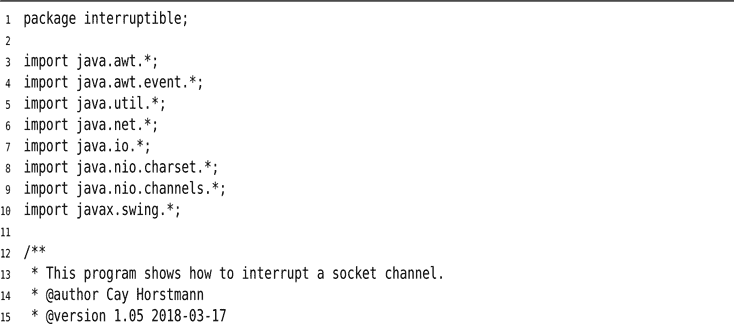 1 package interruptible;
2
3 import java.awt.*;
4 import java.awt.event.*;
5 import java.util.*;
6 import java.net.*;
7 import java.io.*;
8 import java.nio.charset.*;
9 import java.nio.channels.*;
10 import javax.swing.*;
11
12 /**
13 * This program shows how to interrupt a socket channel.
14 * @author Cay Horstmann
15 * @version 1.05 2018-03-17